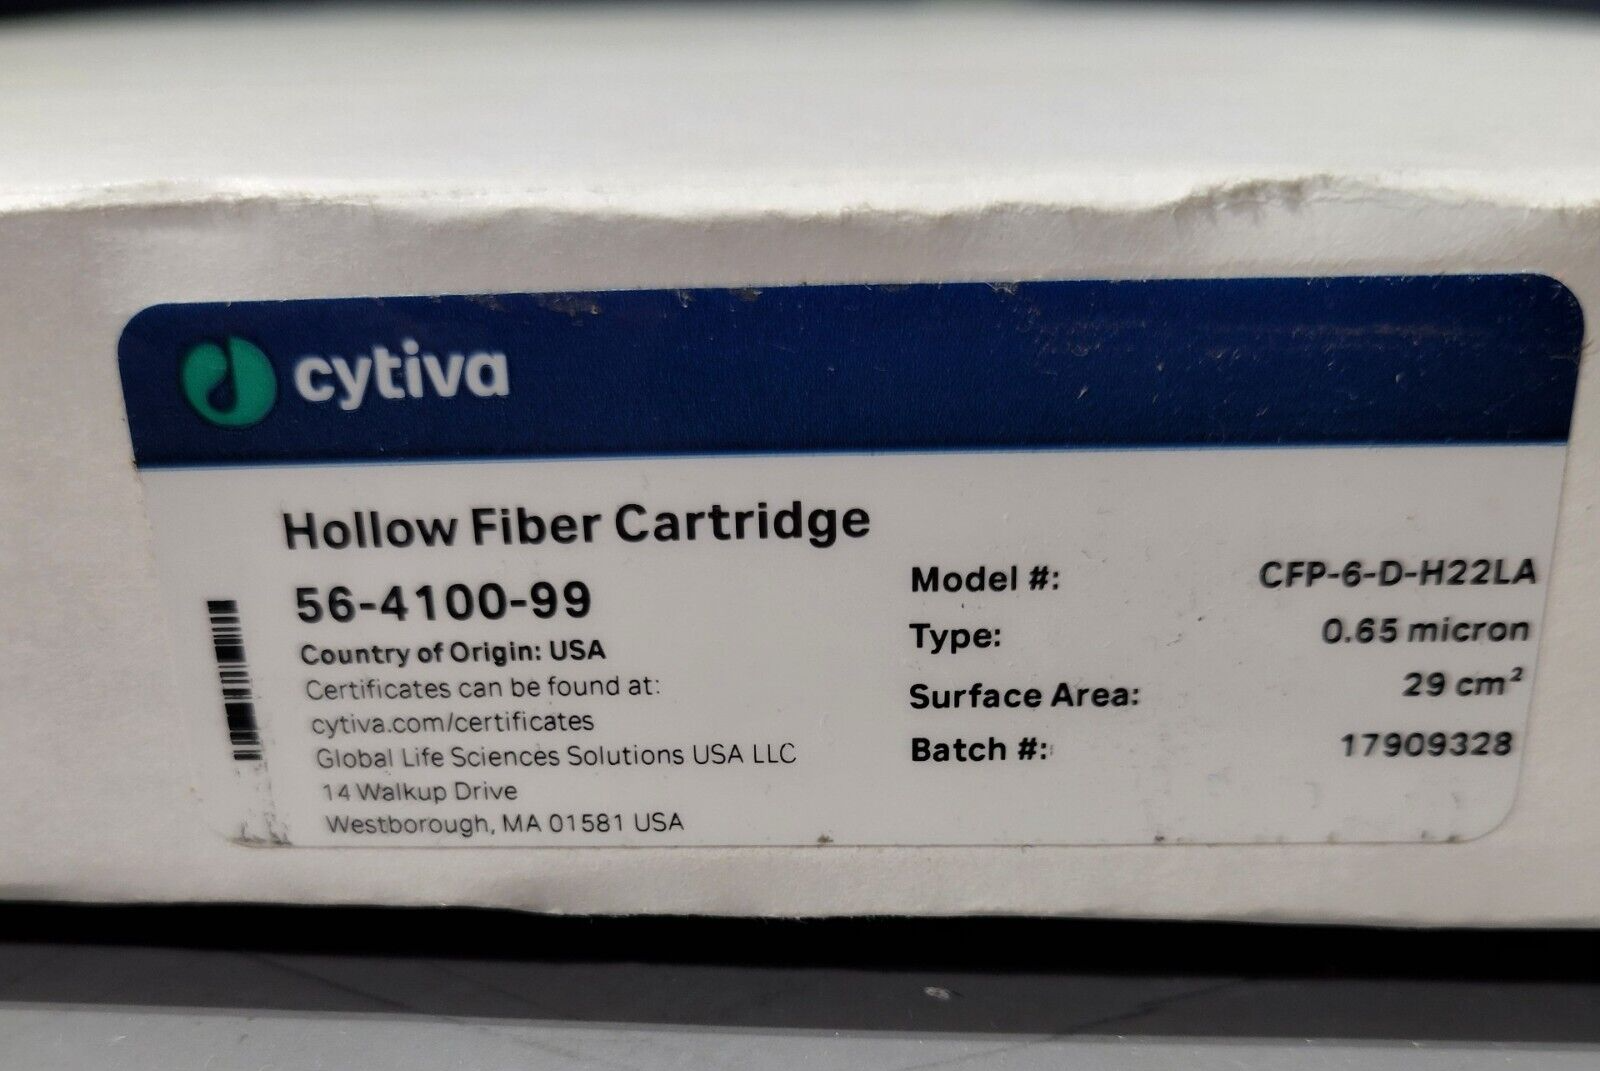 cytiva
Hollow Fiber Cartridge
56-4100-99
Country of Origin: USA
Certificates can be found at:
cytiva.com/certificates
Global Life Sciences Solutions USA LLC
14 Walkup Drive
Westborough, MA 01581 USA
Model #: CFP-6-D-H22LA
Type: 0.65 micron
Surface Area: 29 cm²
Batch #: 17909328